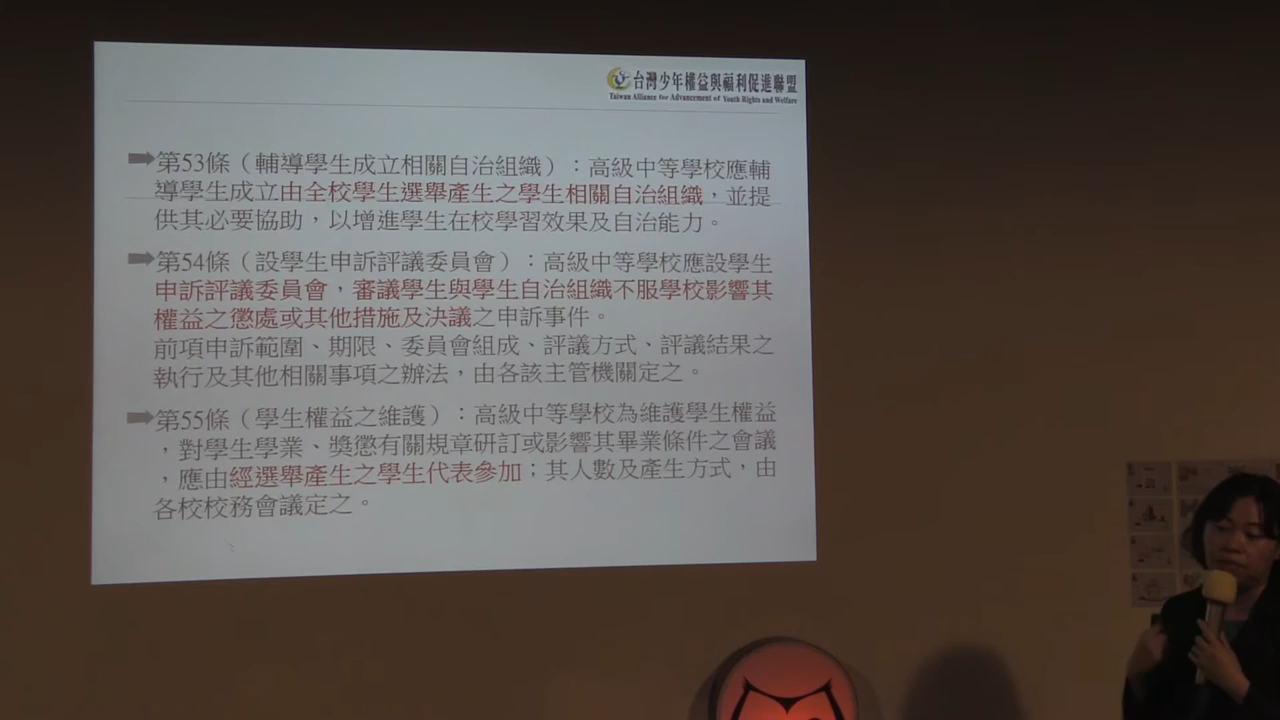 台灣少年權益與福利促進聯盟
Taiwan Alliance for Advancement of Youth Rights and Welfare
第53條（輔導學生成立相關自治組織）：高級中等學校應輔
導學生成立由全校學生選舉產生之學生相關自治組織，並提
供其必要協助，以增進學生在校學習效果及自治能力。
第54條（設學生申訴評議委員會）：高級中等學校應設學生
申訴評議委員會，審議學生與學生自治組織不服學校影響其
權益之懲處或其他措施及決議之申訴事件。
前項申訴範圍、期限、委員會組成、評議方式、評議結果之
執行及其他相關事項之辦法，由各該主管機關定之。
第55條（學生權益之維護）：高級中等學校為維護學生權益
，對學生學業、獎懲有關規章研訂或影響其畢業條件之會議
，應由經選舉產生之學生代表參加；其人數及產生方式，由
各校校務會議定之。